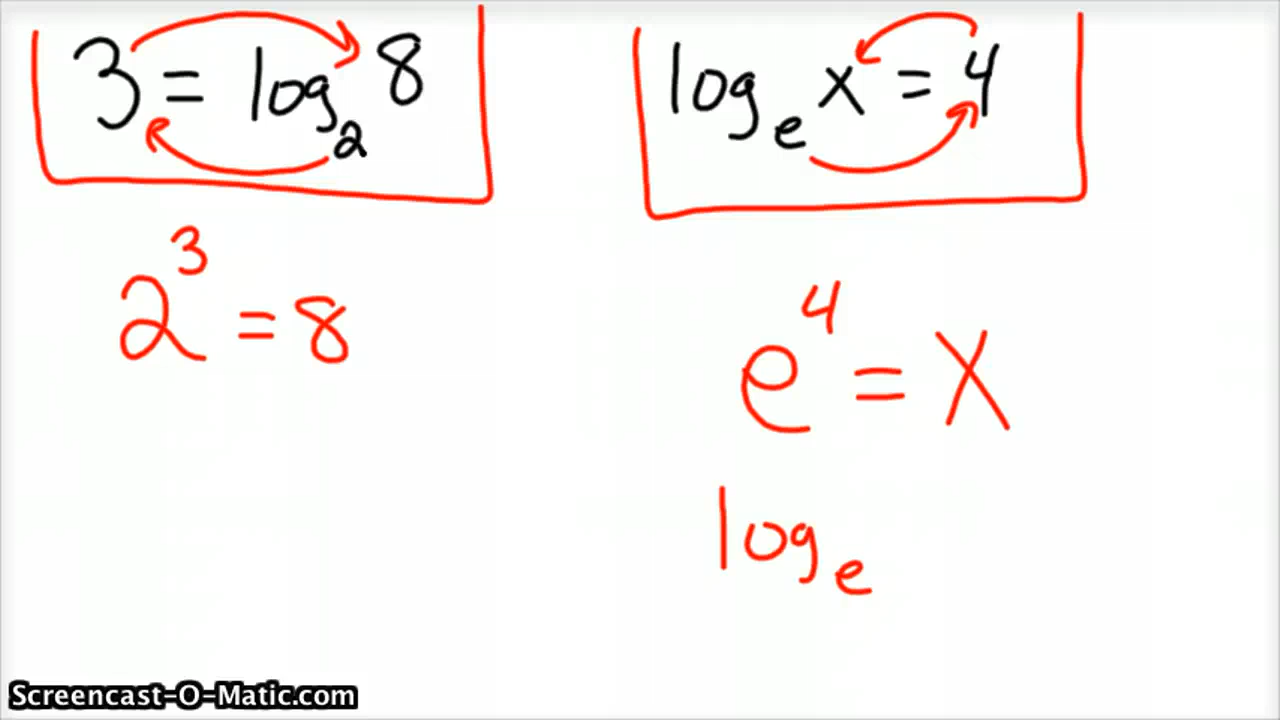 3 = log₂ 8
logₑ x = 4
2³ = 8
e⁴ = x
logₑ
Screencast-O-Matic.com